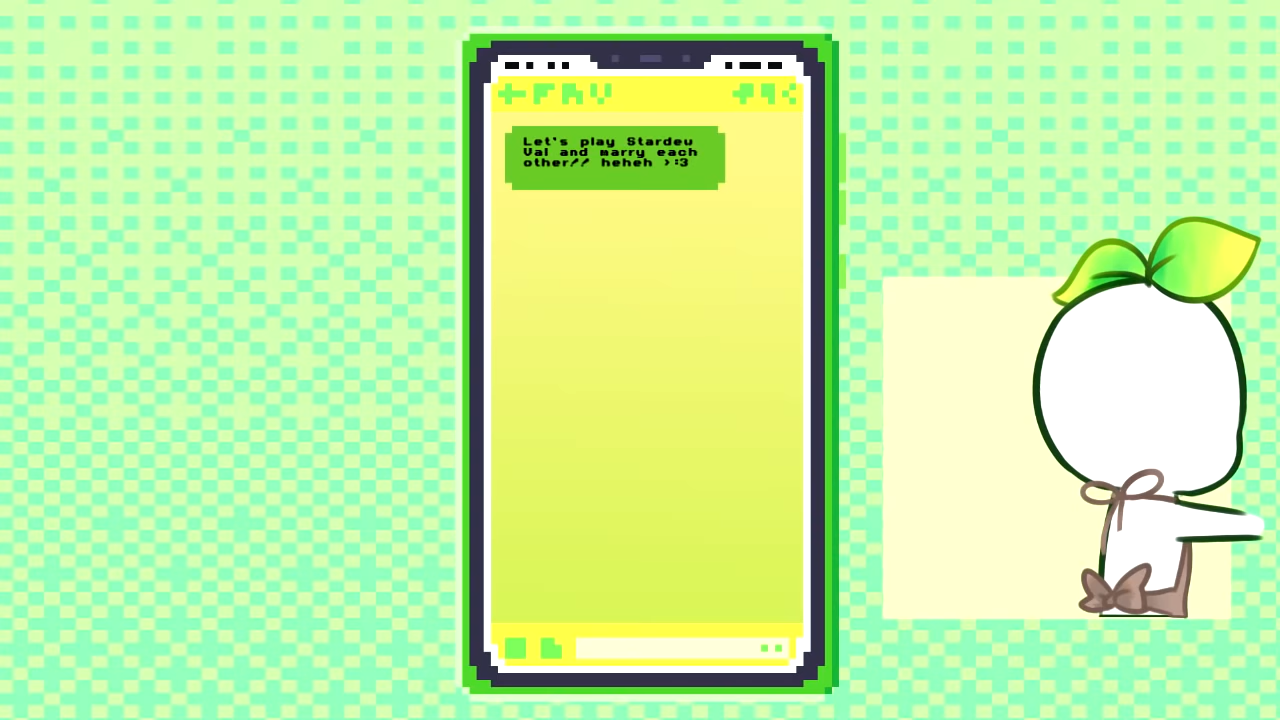 Let's play Stardew
Val and marry each
other// heheh >:3